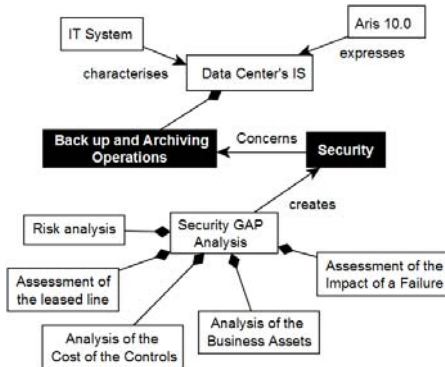 IT System
Aris 10.0
characterises
expresses
Data Center's IS
Back up and Archiving
Operations
Concerns
Security
creates
Risk analysis
Security GAP
Analysis
Assessment of
the leased line
Assessment of the
Impact of a Failure
Analysis of the
Cost of the Controls
Analysis of the
Business Assets